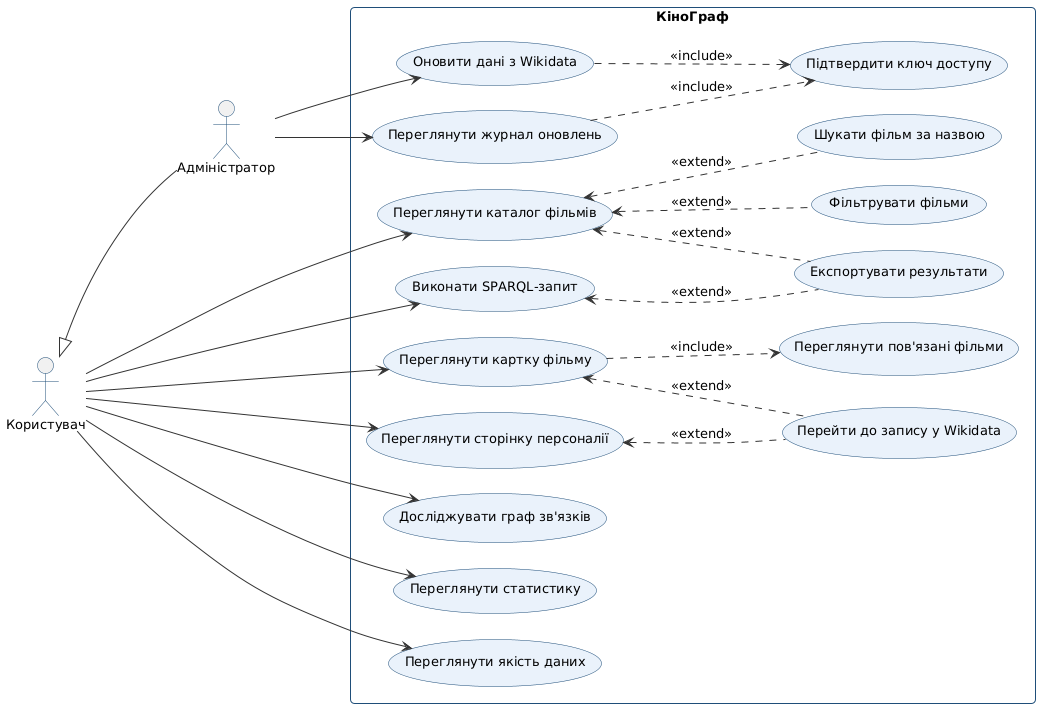 КіноГраф
Оновити дані з Wikidata
«include»
Підтвердити ключ доступу
«include»
Переглянути журнал оновлень
Шукати фільм за назвою
Адміністратор
«extend»
Переглянути каталог фільмів
«extend»
Фільтрувати фільми
«extend»
Експортувати результати
Виконати SPARQL-запит
«extend»
Переглянути картку фільму
«include»
Переглянути пов'язані фільми
«extend»
Користувач
Переглянути сторінку персоналії
«extend»
Перейти до запису у Wikidata
Досліджувати граф зв'язків
Переглянути статистику
Переглянути якість даних